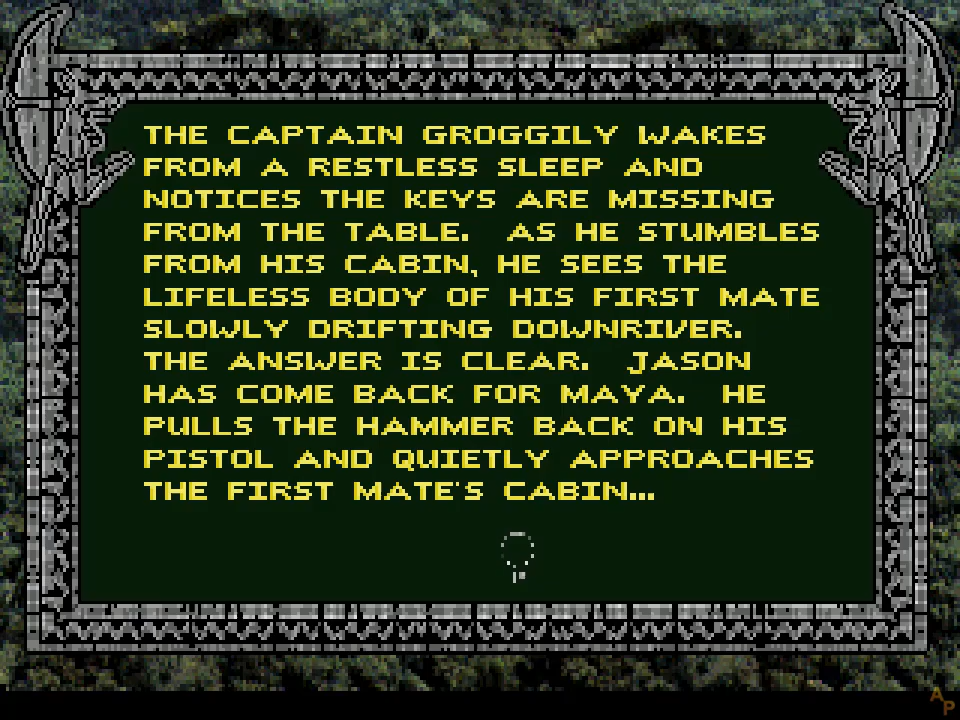 THE CAPTAIN GROGGILY WAKES
FROM A RESTLESS SLEEP AND
NOTICES THE KEYS ARE MISSING
FROM THE TABLE.  AS HE STUMBLES
FROM HIS CABIN, HE SEES THE
LIFELESS BODY OF HIS FIRST MATE
SLOWLY DRIFTING DOWNRIVER.
THE ANSWER IS CLEAR.  JASON
HAS COME BACK FOR MAYA.  HE
PULLS THE HAMMER BACK ON HIS
PISTOL AND QUIETLY APPROACHES
THE FIRST MATE'S CABIN...
AP